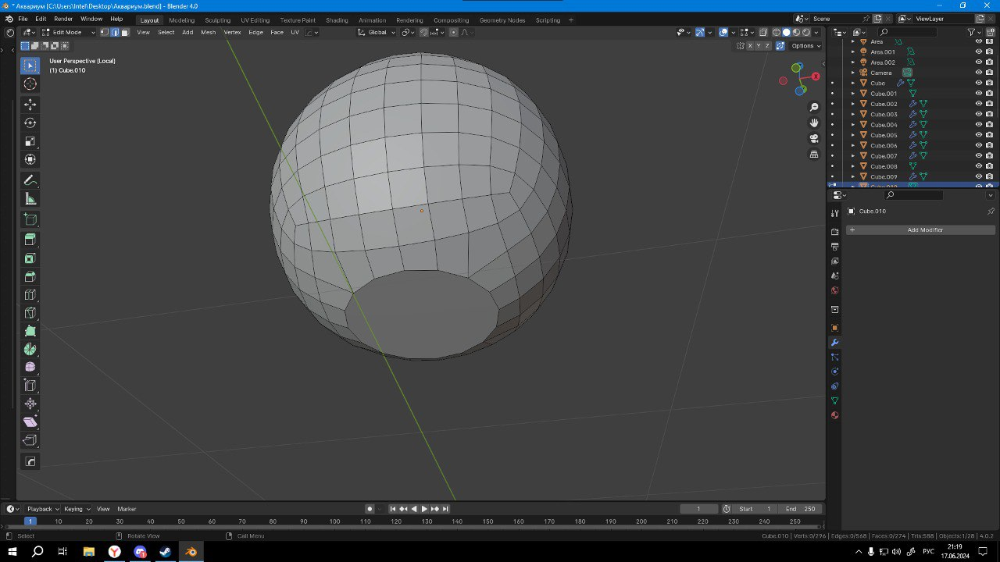 * Аквариум [C:\Users\Intel\Desktop\Аквариум.blend] - Blender 4.0
File Edit Render Window Help Layout Modeling Sculpting UV Editing Texture Paint Shading Animation Rendering Compositing Geometry Nodes Scripting + Scene ViewLayer
Edit Mode View Select Add Mesh Vertex Edge Face UV Global
X Y Z Options
User Perspective (Local)
(1) Cube.010
X
Area
Area.001
Area.002
Camera
Cube
Cube.001
Cube.002
Cube.003
Cube.004
Cube.005
Cube.006
Cube.007
Cube.008
Cube.009
Cube.010
Cube.010
+ Add Modifier
Playback Keying View Marker 1 Start 1 End 250
1 10 20 30 40 50 60 70 80 90 100 110 120 130 140 150 160 170 180 190 200 210 220 230 240 250
Select Rotate View Call Menu Cube.010 | Verts:0/296 | Edges:0/568 | Faces:0/274 | Tris:588 | Objects:1/28 | 4.0.2
РУС 21:19
17.06.2024